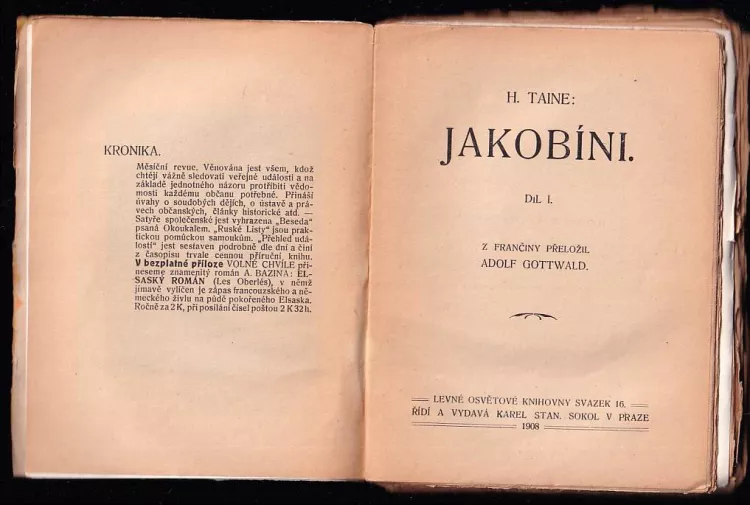 KRONIKA.
Měsíční revue. Věnována jest všem, kdož
chtějí vážně sledovati veřejné události a na
základě jednotného názoru protříbiti vědo-
mosti každému občanu potřebné. Přináší
úvahy o soudobých dějích, o ústavě a prá-
vech občanských, články historické atd. —
Satyře společenské jest vyhrazena „Beseda"
psaná Okoukalem. „Ruské Listy" jsou prak-
tickou pomůckou samoukům. „Přehled udá-
lostí" jest sestaven podrobně dle dní a činí
z časopisu trvale cennou příruční knihu.
V bezplatné příloze VOLNÉ CHVÍLE při-
neseme znamenitý román A. BAZINA: EL-
SASKÝ ROMÁN (Les Oberlés), v němž
jímavě vylíčen je zápas francouzského a ně-
meckého živlu na půdě pokořeného Elsaska.
Ročně za 2 K, při posílání čísel poštou 2 K 32 h.
H. TAINE:
JAKOBÍNI.
DíL I.
Z FRANČINY PŘELOŽIL
ADOLF GOTTWALD.
LEVNÉ OSVĚTOVÉ KNIHOVNY SVAZEK 16.
ŘÍDÍ A VYDAVÁ KAREL STAN. SOKOL V PRAZE
1908